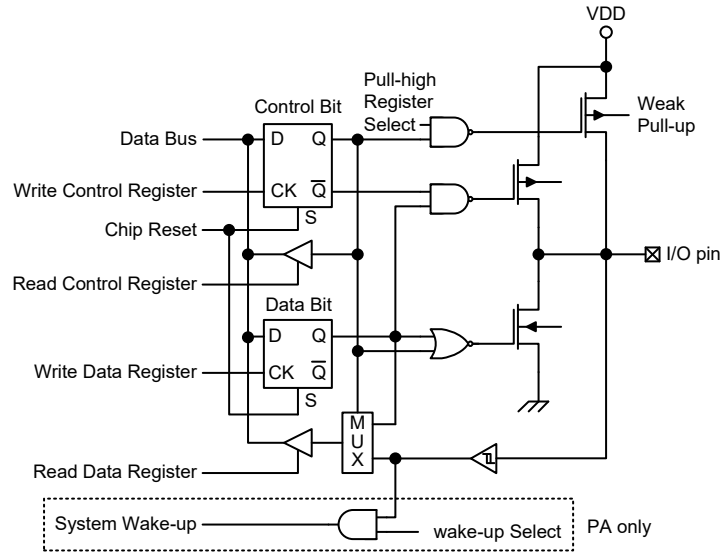 VDD
Pull-high
Register
Select
Control Bit
Weak
Pull-up
Data Bus
D Q
Write Control Register
CK Q̅
Chip Reset
S
I/O pin
Read Control Register
Data Bit
D Q
Write Data Register
CK Q̅
S
M
U
X
Read Data Register
System Wake-up
wake-up Select
PA only